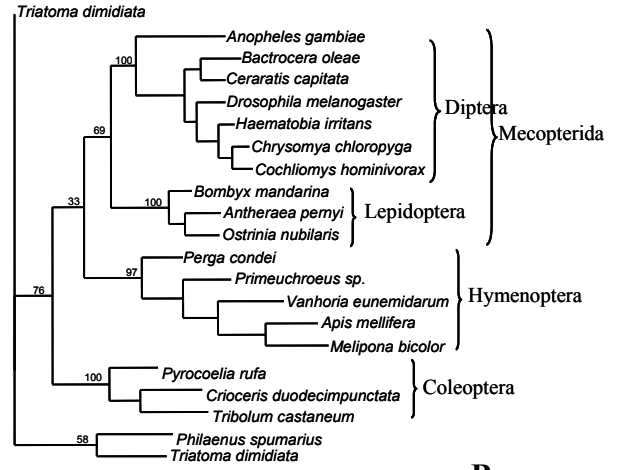 Triatoma dimidiata
Anopheles gambiae
100
Bactrocera oleae
Ceraratis capitata
Drosophila melanogaster
Diptera
Haematobia irritans
69
Mecopterida
Chrysomya chloropyga
Cochliomys hominivorax
Bombyx mandarina
33
100
Antheraea pernyi
Lepidoptera
Ostrinia nubilaris
Perga condei
97
Primeuchroeus sp.
76
Vanhoria eunemidarum
Hymenoptera
Apis mellifera
Melipona bicolor
100
Pyrocoelia rufa
Crioceris duodecimpunctata
Coleoptera
Tribolum castaneum
58
Philaenus spumarius
Triatoma dimidiata